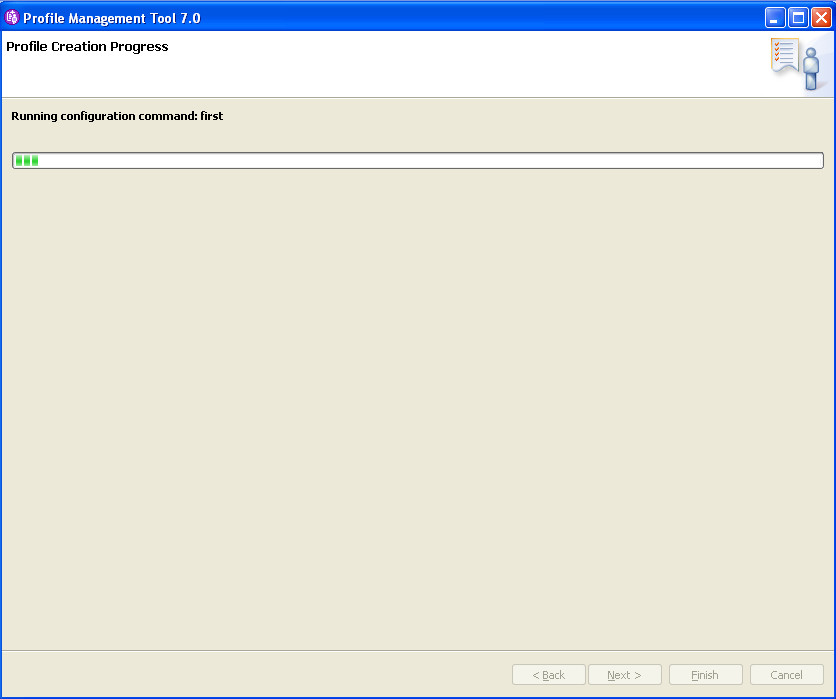 Profile Management Tool 7.0
Profile Creation Progress
Running configuration command: first
< Back
Next >
Finish
Cancel